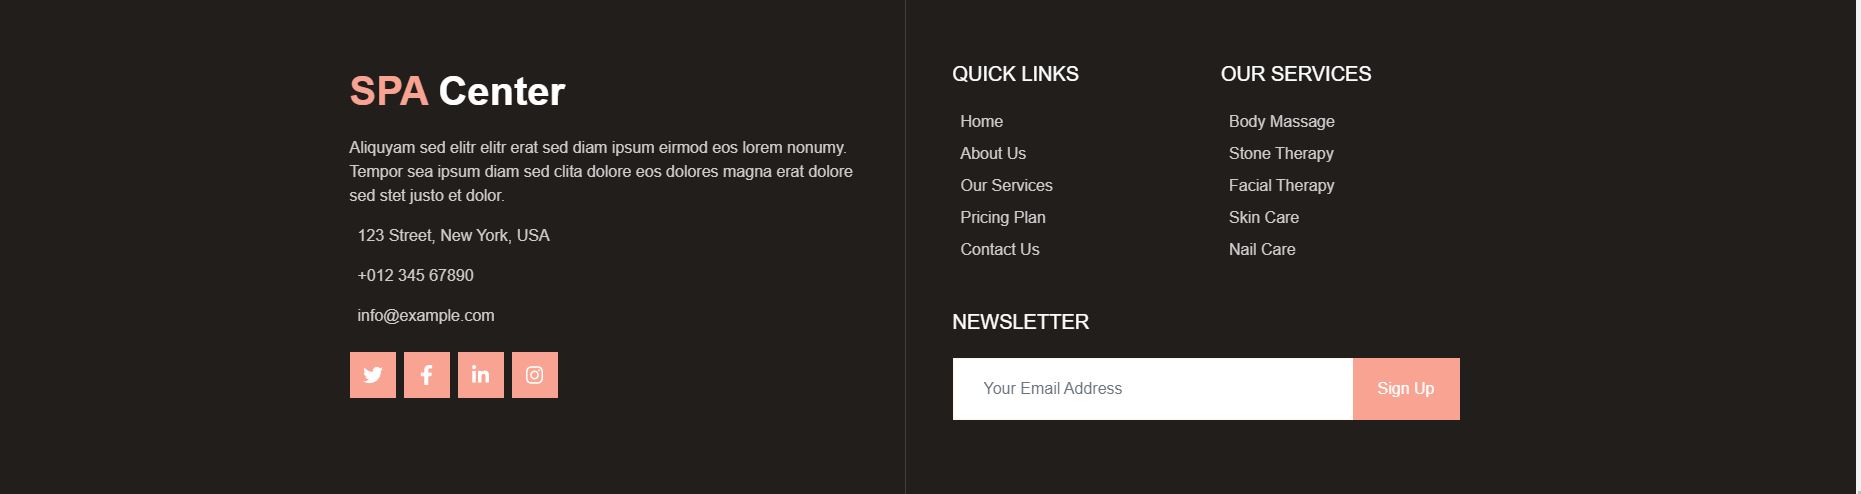 SPA Center
Aliquyam sed elitr elitr erat sed diam ipsum eirmod eos lorem nonumy.
Tempor sea ipsum diam sed clita dolore eos dolores magna erat dolore
sed stet justo et dolor.
123 Street, New York, USA
+012 345 67890
info@example.com
QUICK LINKS
Home
About Us
Our Services
Pricing Plan
Contact Us
OUR SERVICES
Body Massage
Stone Therapy
Facial Therapy
Skin Care
Nail Care
NEWSLETTER
Your Email Address
Sign Up